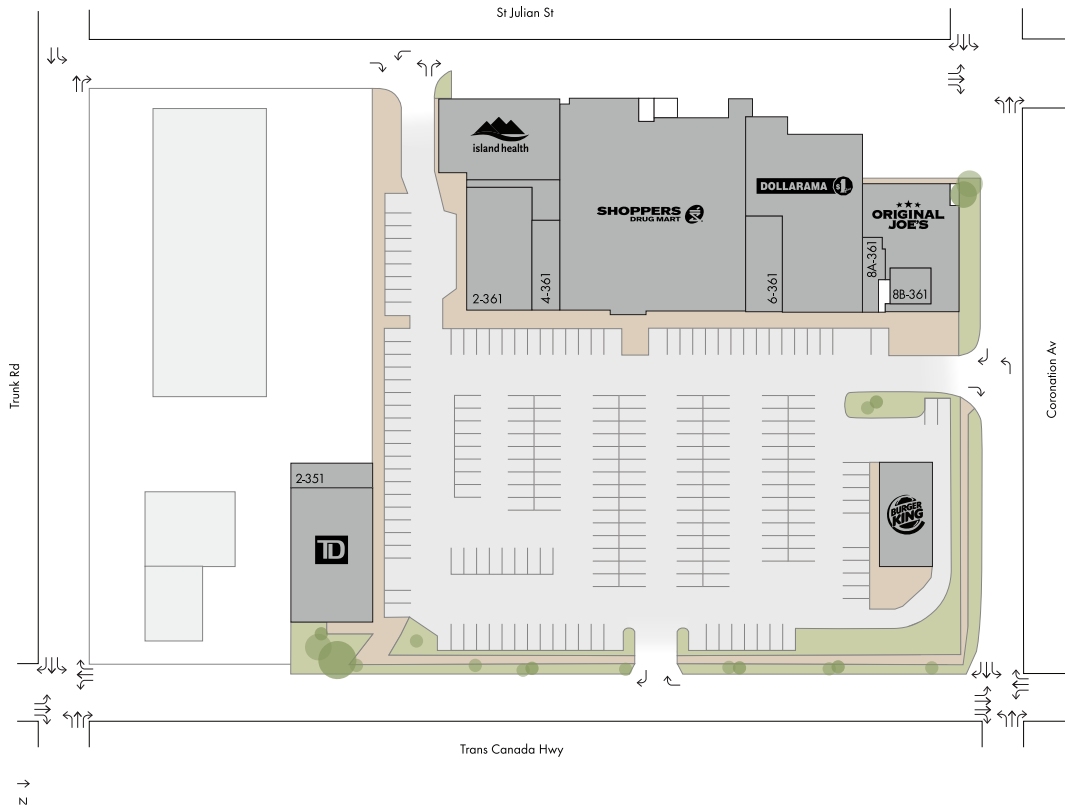 St Julian St
island health
DOLLARAMA $1
SHOPPERS
DRUG MART
ORIGINAL
JOE'S
8A-361
2-361
4-361
6-361
8B-361
Trunk Rd
Coronation Av
2-351
TD
BURGER
KING
Trans Canada Hwy
N